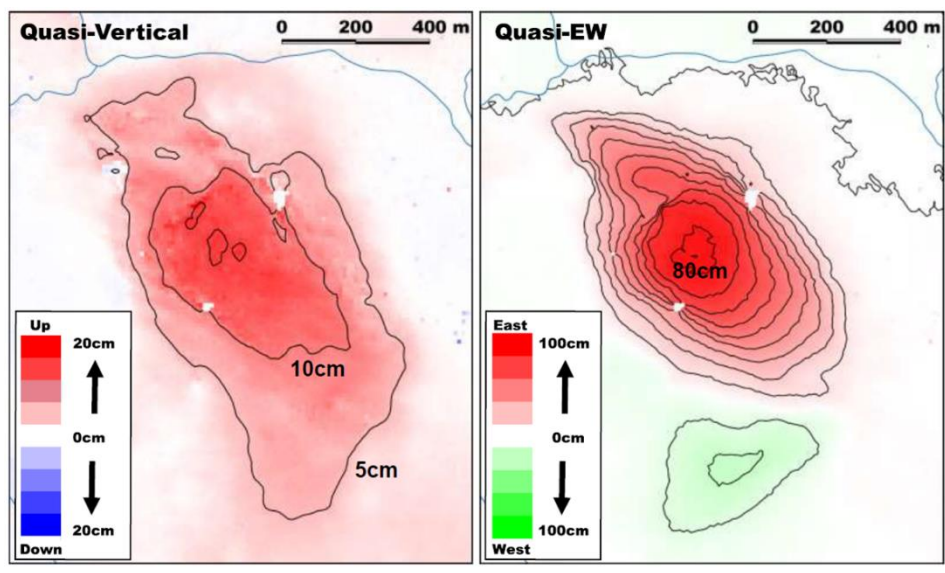 Quasi-Vertical
0 200 400 m
10cm
5cm
Up
20cm
0cm
20cm
Down
Quasi-EW
0 200 400 m
80cm
East
100cm
0cm
100cm
West